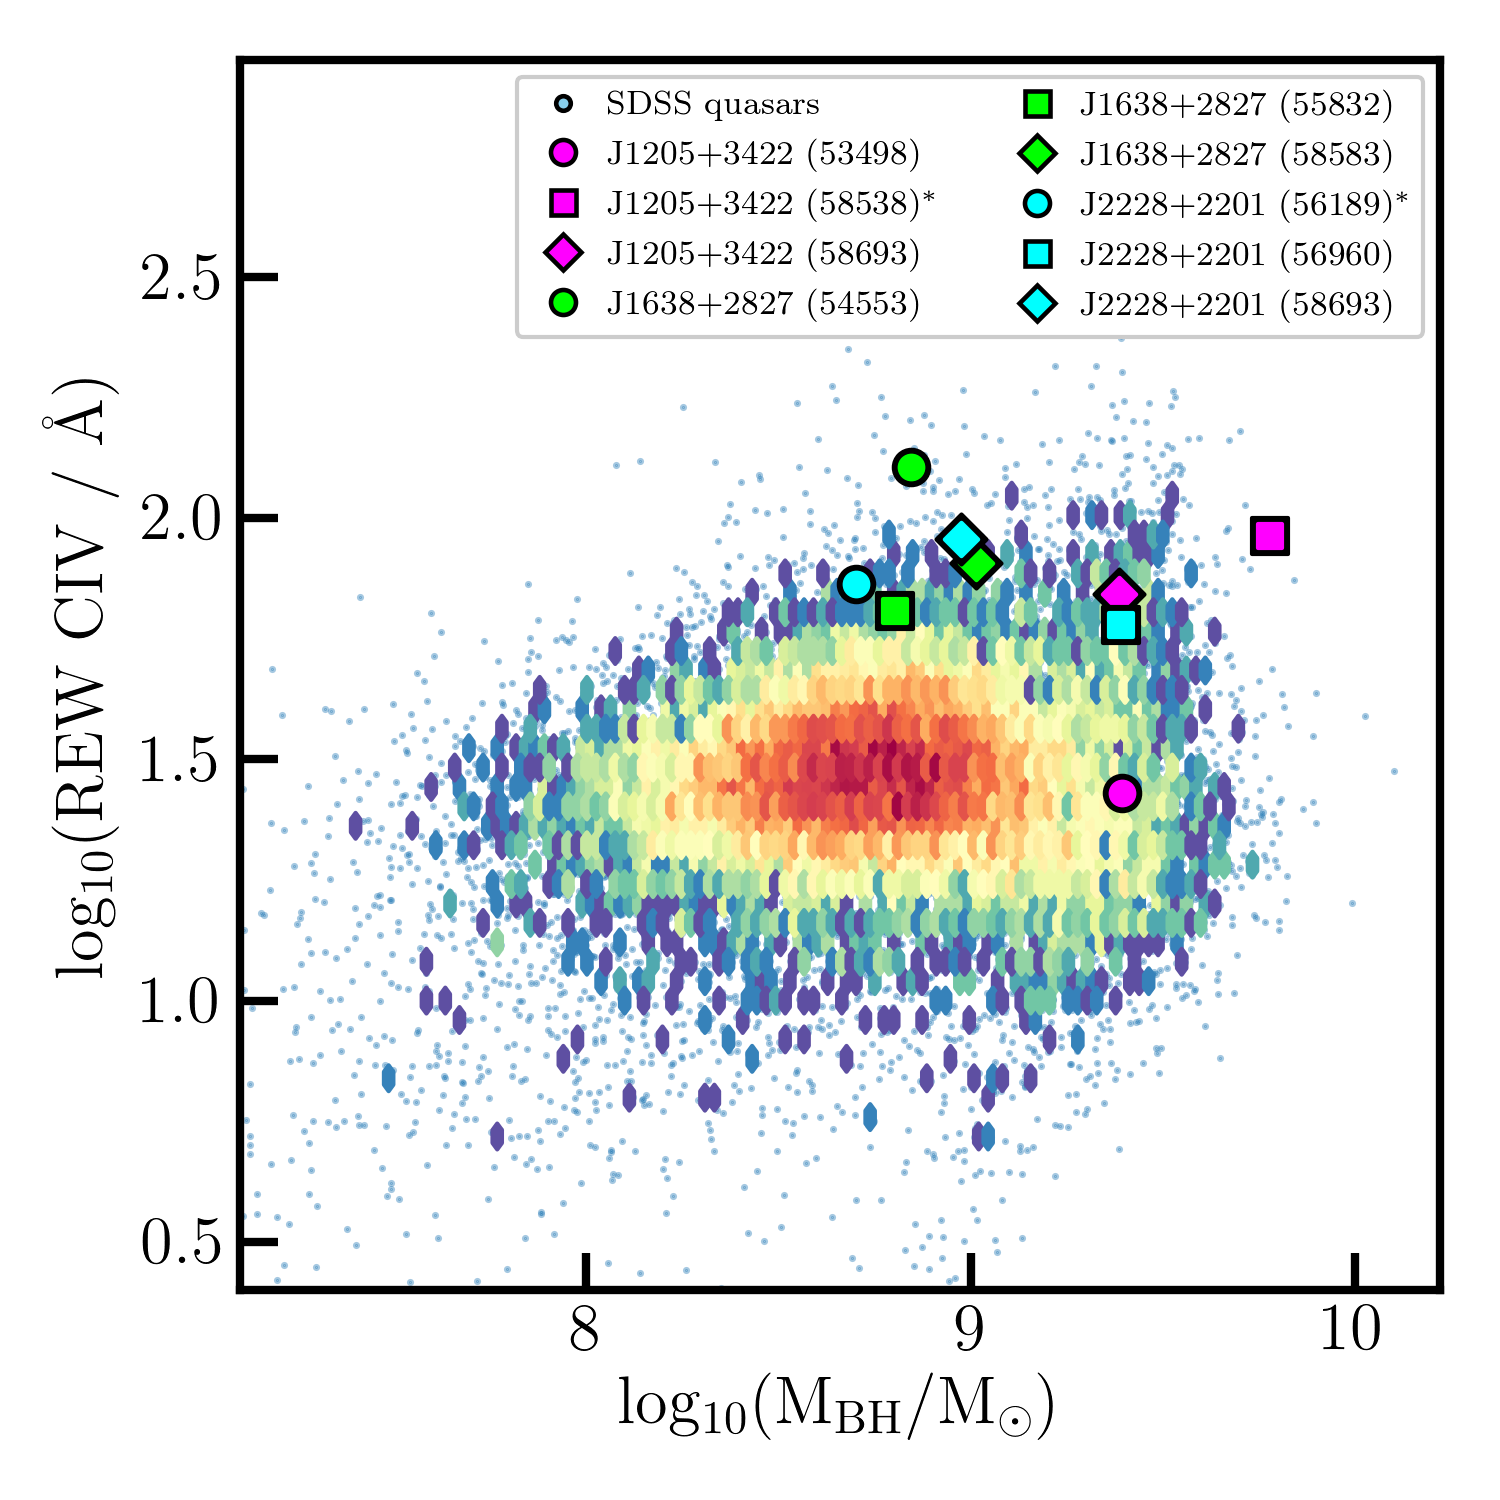 SDSS quasars
J1205+3422 (53498)
J1205+3422 (58538)*
J1205+3422 (58693)
J1638+2827 (54553)
J1638+2827 (55832)
J1638+2827 (58583)
J2228+2201 (56189)*
J2228+2201 (56960)
J2228+2201 (58693)
log₁₀(REW CIV / Å)
2.5
2.0
1.5
1.0
0.5
8
9
10
log₁₀(M_BH/M_⊙)